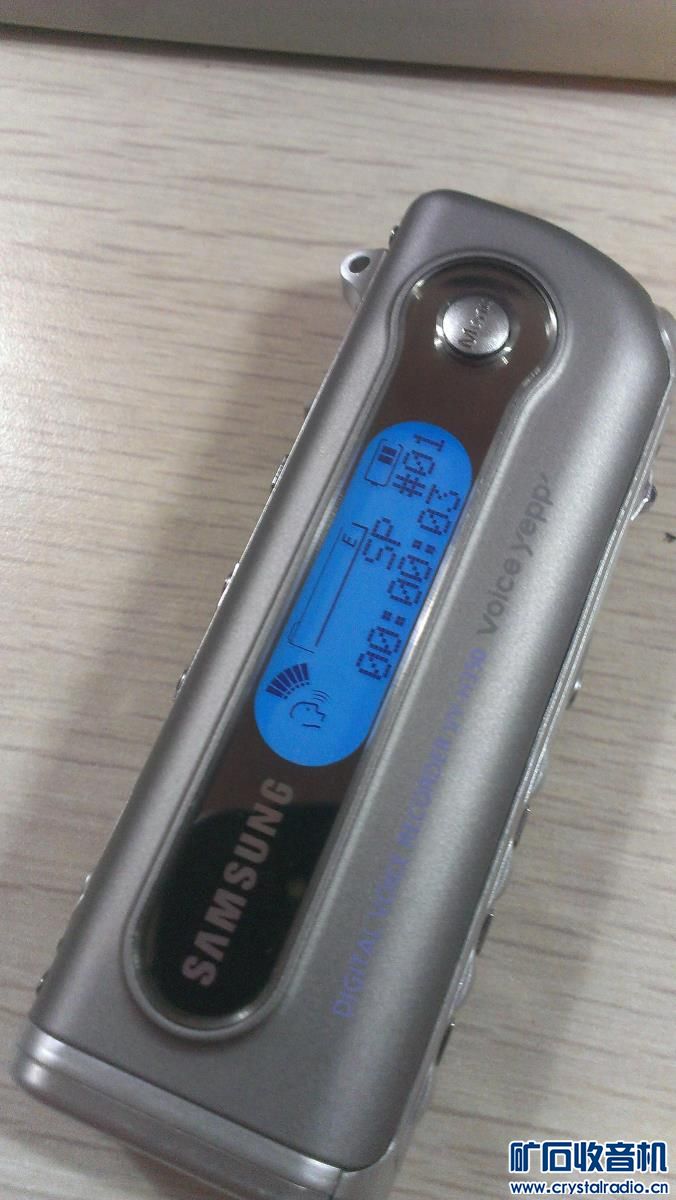 Menu
#01
E
SP
00:00:03
SAMSUNG
voice yepp'
DIGITAL VOICE RECORDER
矿石收音机
www.crystalradio.cn